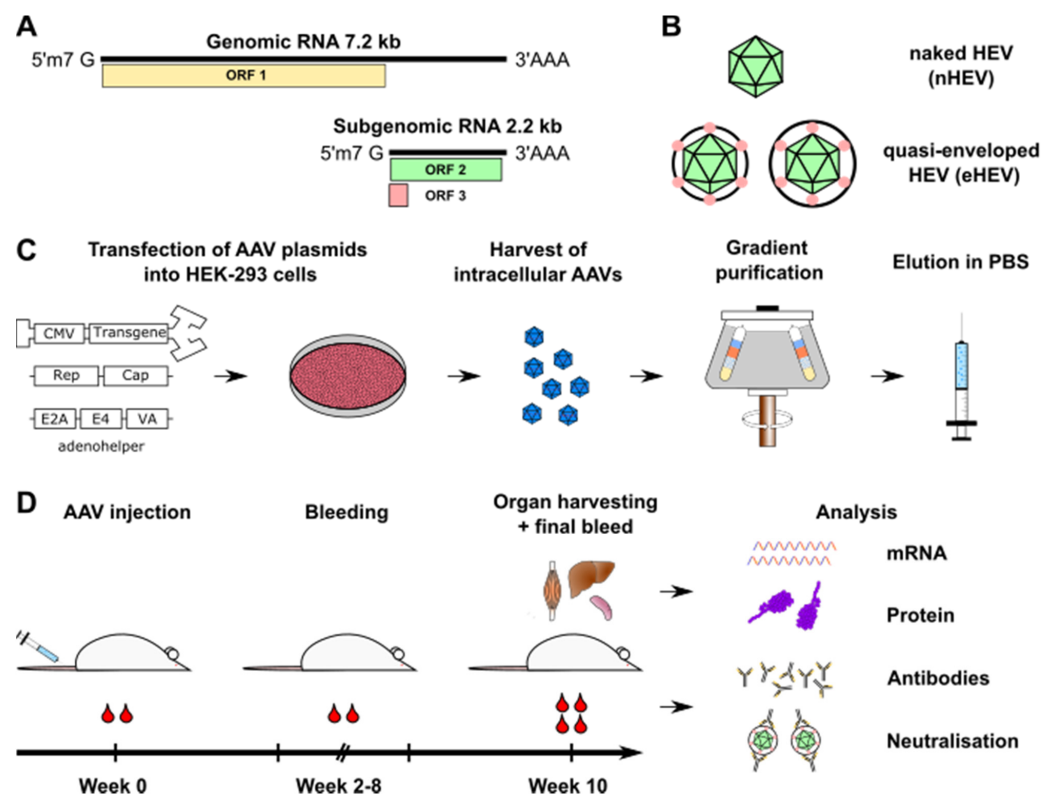 A
Genomic RNA 7.2 kb
5'm7 G
3'AAA
ORF 1
Subgenomic RNA 2.2 kb
5'm7 G
3'AAA
ORF 2
ORF 3
B
naked HEV
(nHEV)
quasi-enveloped
HEV (eHEV)
C
Transfection of AAV plasmids
into HEK-293 cells
Harvest of
intracellular AAVs
Gradient
purification
Elution in PBS
CMV
Transgene
Rep
Cap
E2A
E4
VA
adenohelper
D
AAV injection
Bleeding
Organ harvesting
+ final bleed
Analysis
mRNA
Protein
Antibodies
Neutralisation
Week 0
Week 2-8
Week 10